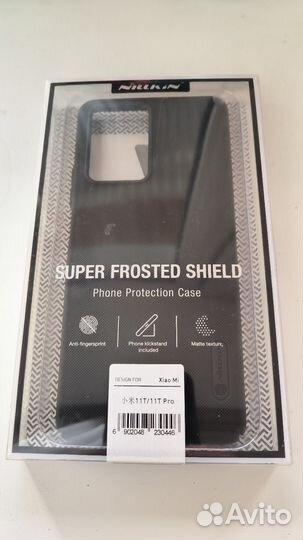 NILLKIN
SUPER FROSTED SHIELD
Phone Protection Case
Anti-fingerprint
Phone kickstand included
Matte texture
DESIGN FOR Xiao Mi
小米11T/11T Pro
6 902048 230446
Avito